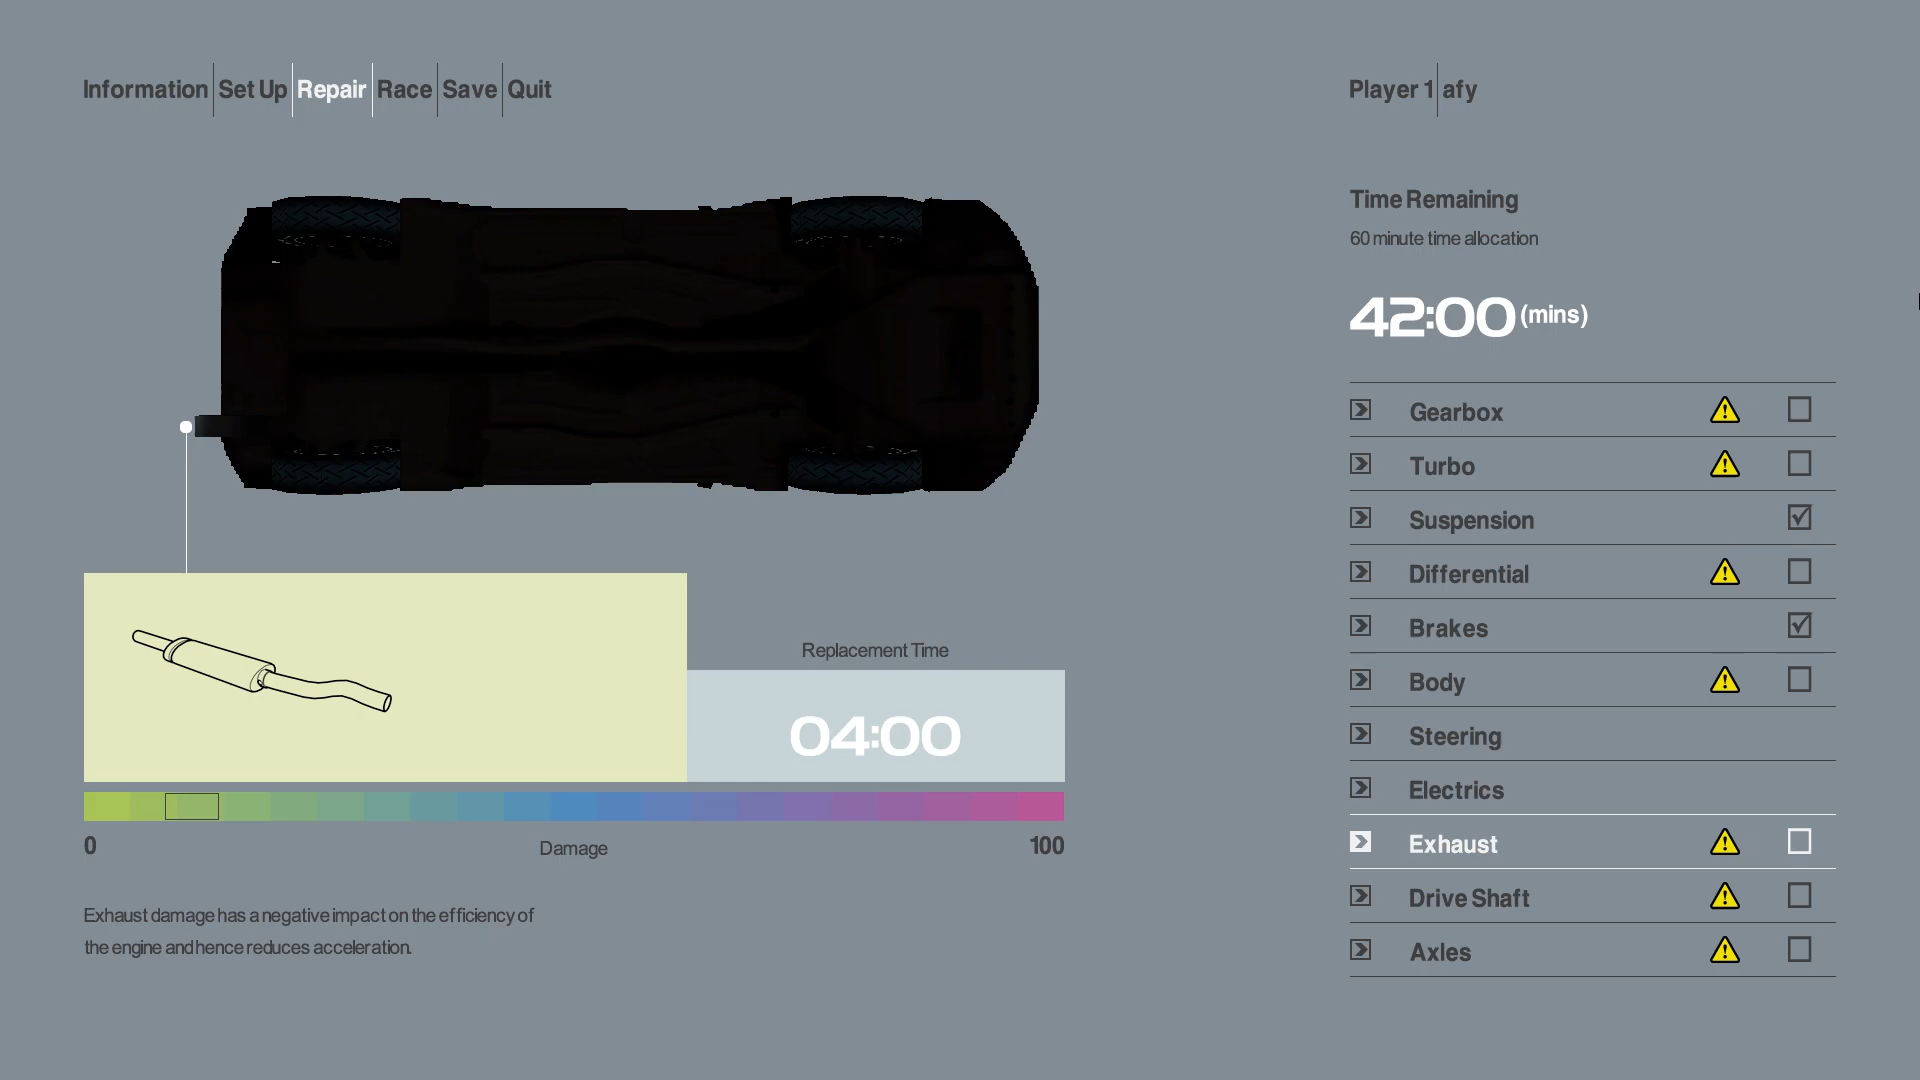 Information Set Up Repair Race Save Quit
Player 1 afy
Time Remaining
60 minute time allocation
42:00 (mins)
Gearbox
Turbo
Suspension
Differential
Brakes
Body
Steering
Electrics
Exhaust
Drive Shaft
Axles
Replacement Time
04:00
0 Damage 100
Exhaust damage has a negative impact on the efficiency of
the engine and hence reduces acceleration.